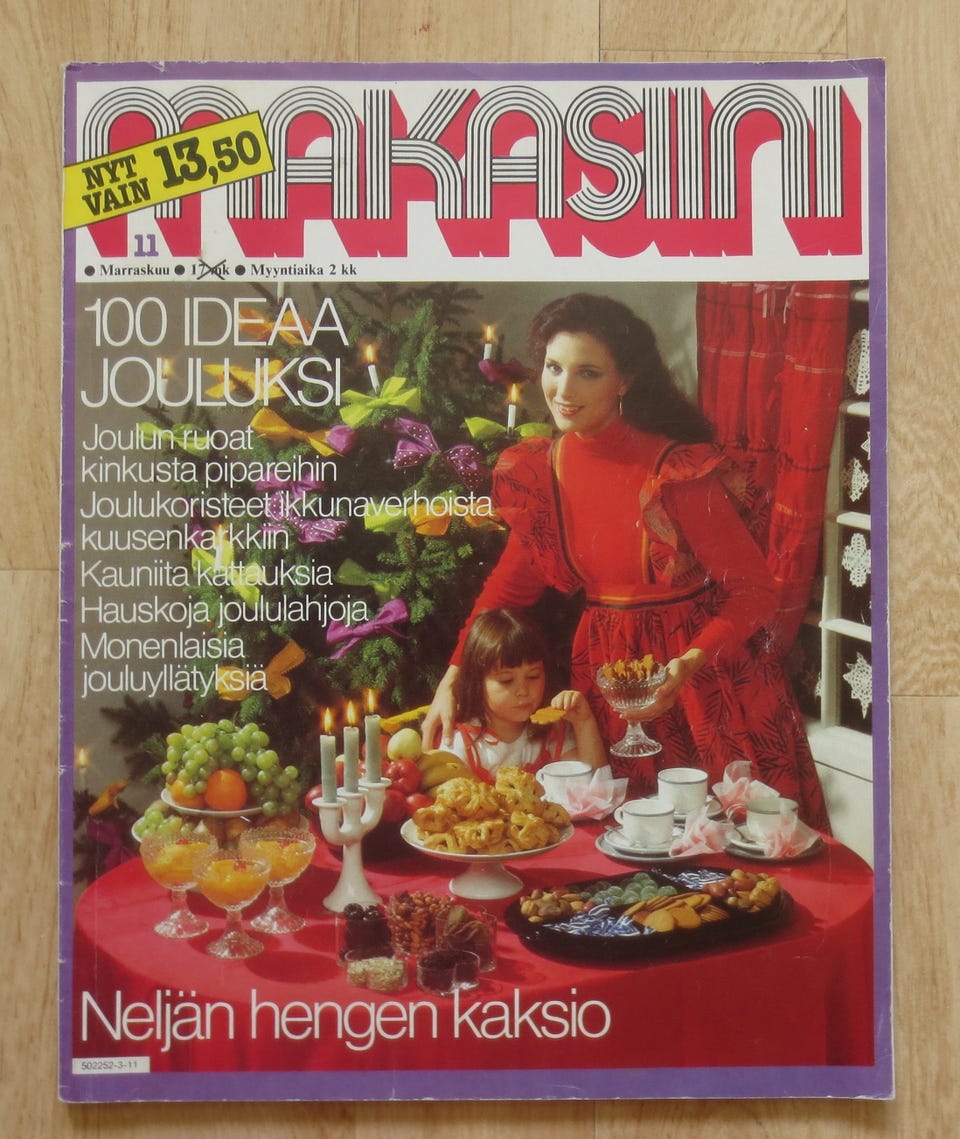 MAKASIINI
NYT
VAIN 13,50
11
● Marraskuu ● 17 mk ● Myyntiaika 2 kk
100 IDEAA
JOULUKSI
Joulun ruoat
kinkusta pipareihin
Joulukoristeet ikkunaverhoista
kuusenkarkkiin
Kauniita kattauksia
Hauskoja joululahjoja
Monenlaisia
jouluyllätyksiä
Neljän hengen kaksio
502252-3-11